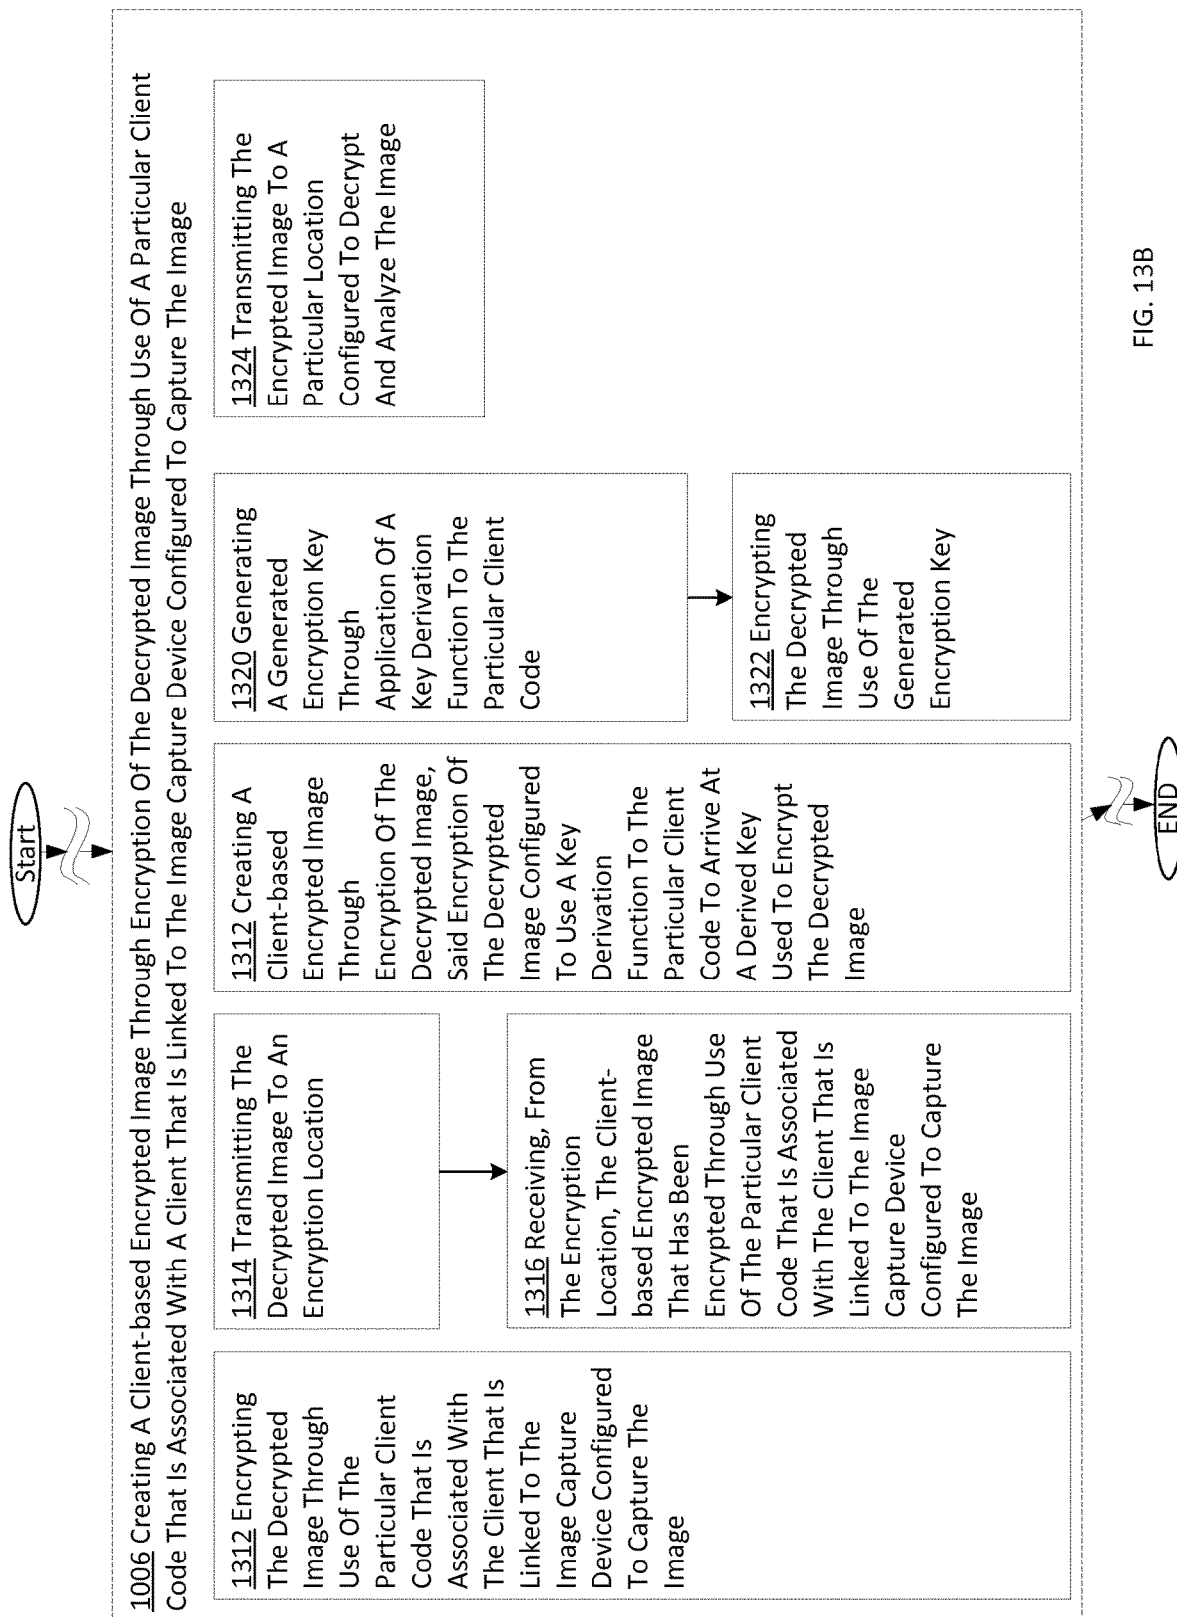 Start
1006 Creating A Client-based Encrypted Image Through Encryption Of The Decrypted Image Through Use Of A Particular Client
Code That Is Associated With A Client That Is Linked To The Image Capture Device Configured To Capture The Image
1312 Encrypting
The Decrypted
Image Through
Use Of The
Particular Client
Code That Is
Associated With
The Client That Is
Linked To The
Image Capture
Device Configured
To Capture The
Image
1314 Transmitting The
Decrypted Image To An
Encryption Location
1316 Receiving, From
The Encryption
Location, The Client-
based Encrypted Image
That Has Been
Encrypted Through Use
Of The Particular Client
Code That Is Associated
With The Client That Is
Linked To The Image
Capture Device
Configured To Capture
The Image
1312 Creating A
Client-based
Encrypted Image
Through
Encryption Of The
Decrypted Image,
Said Encryption Of
The Decrypted
Image Configured
To Use A Key
Derivation
Function To The
Particular Client
Code To Arrive At
A Derived Key
Used To Encrypt
The Decrypted
Image
1320 Generating
A Generated
Encryption Key
Through
Application Of A
Key Derivation
Function To The
Particular Client
Code
1322 Encrypting
The Decrypted
Image Through
Use Of The
Generated
Encryption Key
1324 Transmitting The
Encrypted Image To A
Particular Location
Configured To Decrypt
And Analyze The Image
END
FIG. 13B